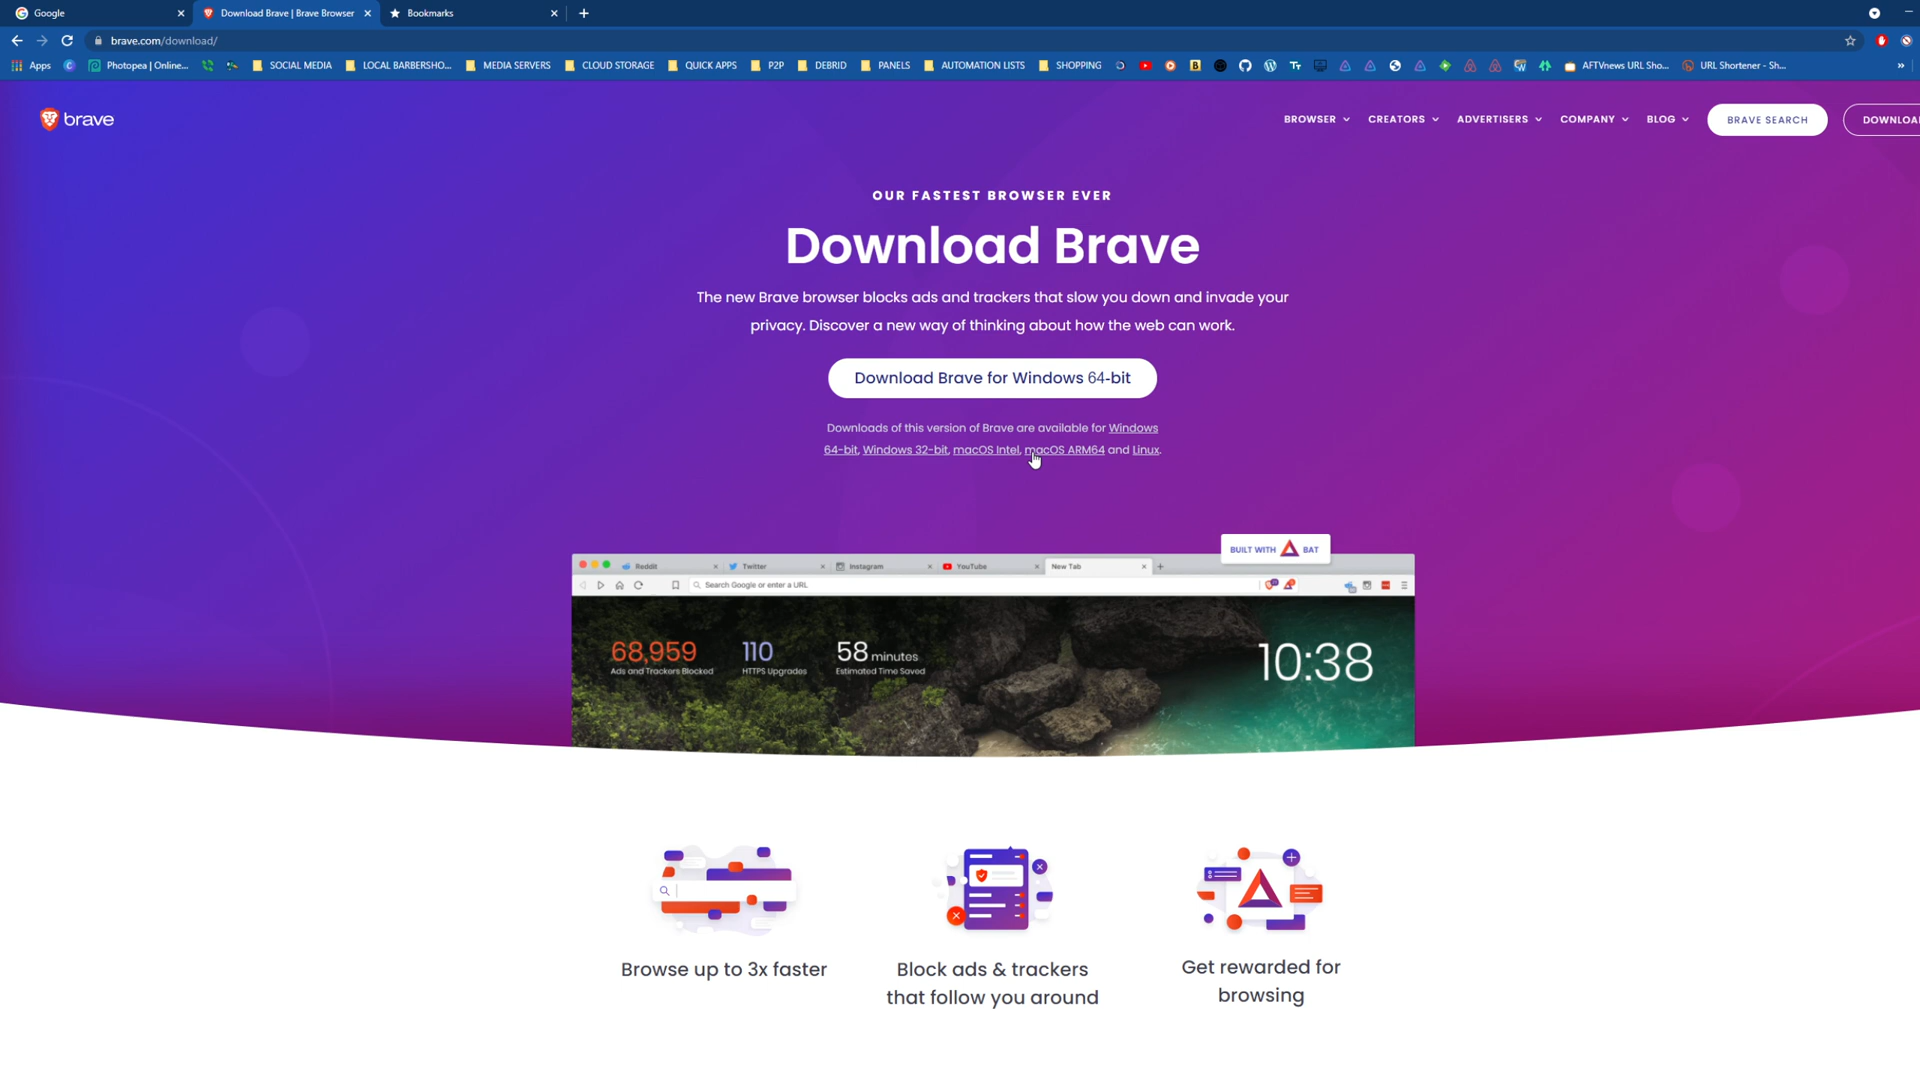 Google
Download Brave | Brave Browser
Bookmarks
brave.com/download/
Apps
Photopea | Online...
SOCIAL MEDIA
LOCAL BARBERSHO...
MEDIA SERVERS
CLOUD STORAGE
QUICK APPS
P2P
DEBRID
PANELS
AUTOMATION LISTS
SHOPPING
AFTVnews URL Sho...
URL Shortener - Sh...
brave
BROWSER
CREATORS
ADVERTISERS
COMPANY
BLOG
BRAVE SEARCH
DOWNLOA
OUR FASTEST BROWSER EVER
Download Brave
The new Brave browser blocks ads and trackers that slow you down and invade your
privacy. Discover a new way of thinking about how the web can work.
Download Brave for Windows 64-bit
Downloads of this version of Brave are available for Windows
64-bit, Windows 32-bit, macOS Intel, macOS ARM64 and Linux.
BUILT WITH BAT
Reddit
Twitter
Instagram
YouTube
New Tab
Search Google or enter a URL
68,959
Ads and Trackers Blocked
110
HTTPS Upgrades
58 minutes
Estimated Time Saved
10:38
Browse up to 3x faster
Block ads & trackers
that follow you around
Get rewarded for
browsing